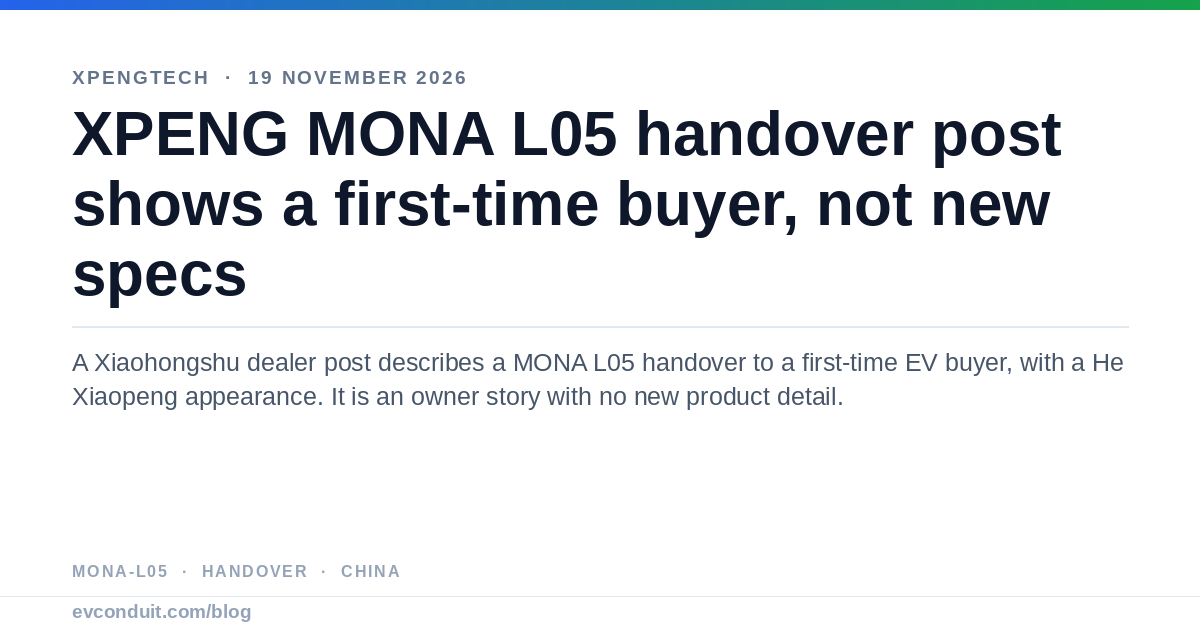 XPENGTECH · 19 NOVEMBER 2026
XPENG MONA L05 handover post
shows a first-time buyer, not new
specs
A Xiaohongshu dealer post describes a MONA L05 handover to a first-time EV buyer, with a He
Xiaopeng appearance. It is an owner story with no new product detail.
MONA-L05 · HANDOVER · CHINA
evconduit.com/blog